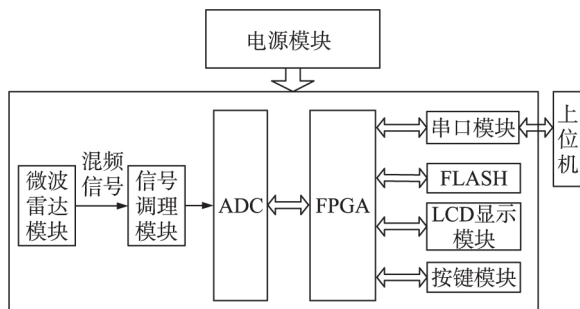 电源模块
微波
雷达
模块
混频
信号
信号
调理
模块
ADC
FPGA
串口模块
FLASH
LCD显示
模块
按键模块
上
位
机